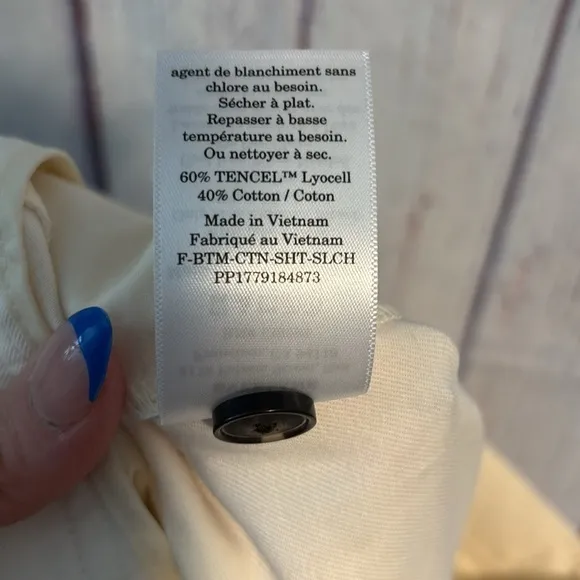 agent de blanchiment sans
chlore au besoin.
Sécher à plat.
Repasser à basse
température au besoin.
Ou nettoyer à sec.
60% TENCEL™ Lyocell
40% Cotton / Coton
Made in Vietnam
Fabriqué au Vietnam
F-BTM-CTN-SHT-SLCH
PP1779184873